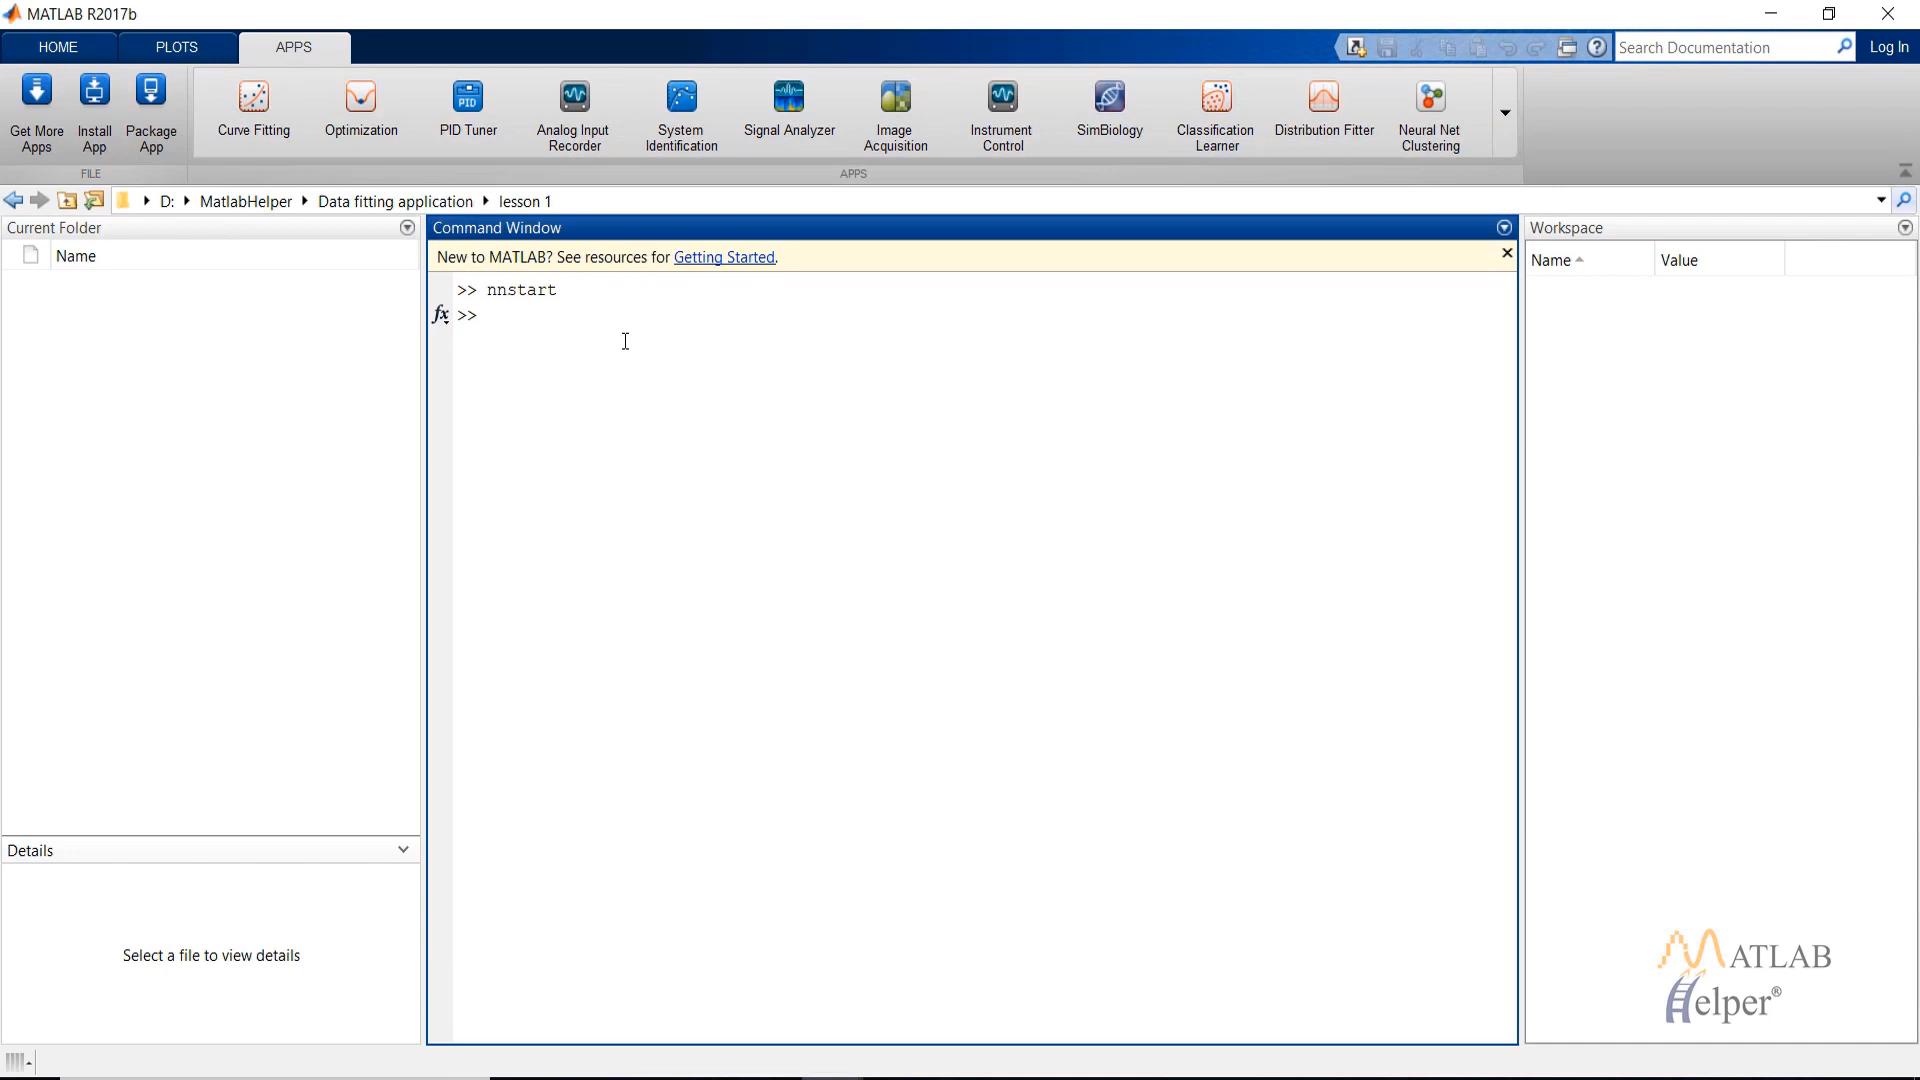 MATLAB R2017b
HOME PLOTS APPS
Search Documentation
Log In
Get More Apps
Install App
Package App
Curve Fitting
Optimization
PID
PID Tuner
Analog Input Recorder
System Identification
Signal Analyzer
Image Acquisition
Instrument Control
SimBiology
Classification Learner
Distribution Fitter
Neural Net Clustering
FILE
APPS
D: MatlabHelper Data fitting application lesson 1
Current Folder
Name
Command Window
New to MATLAB? See resources for Getting Started.
>> nnstart
fx >>
Workspace
Name Value
Details
Select a file to view details
MATLAB
Helper®